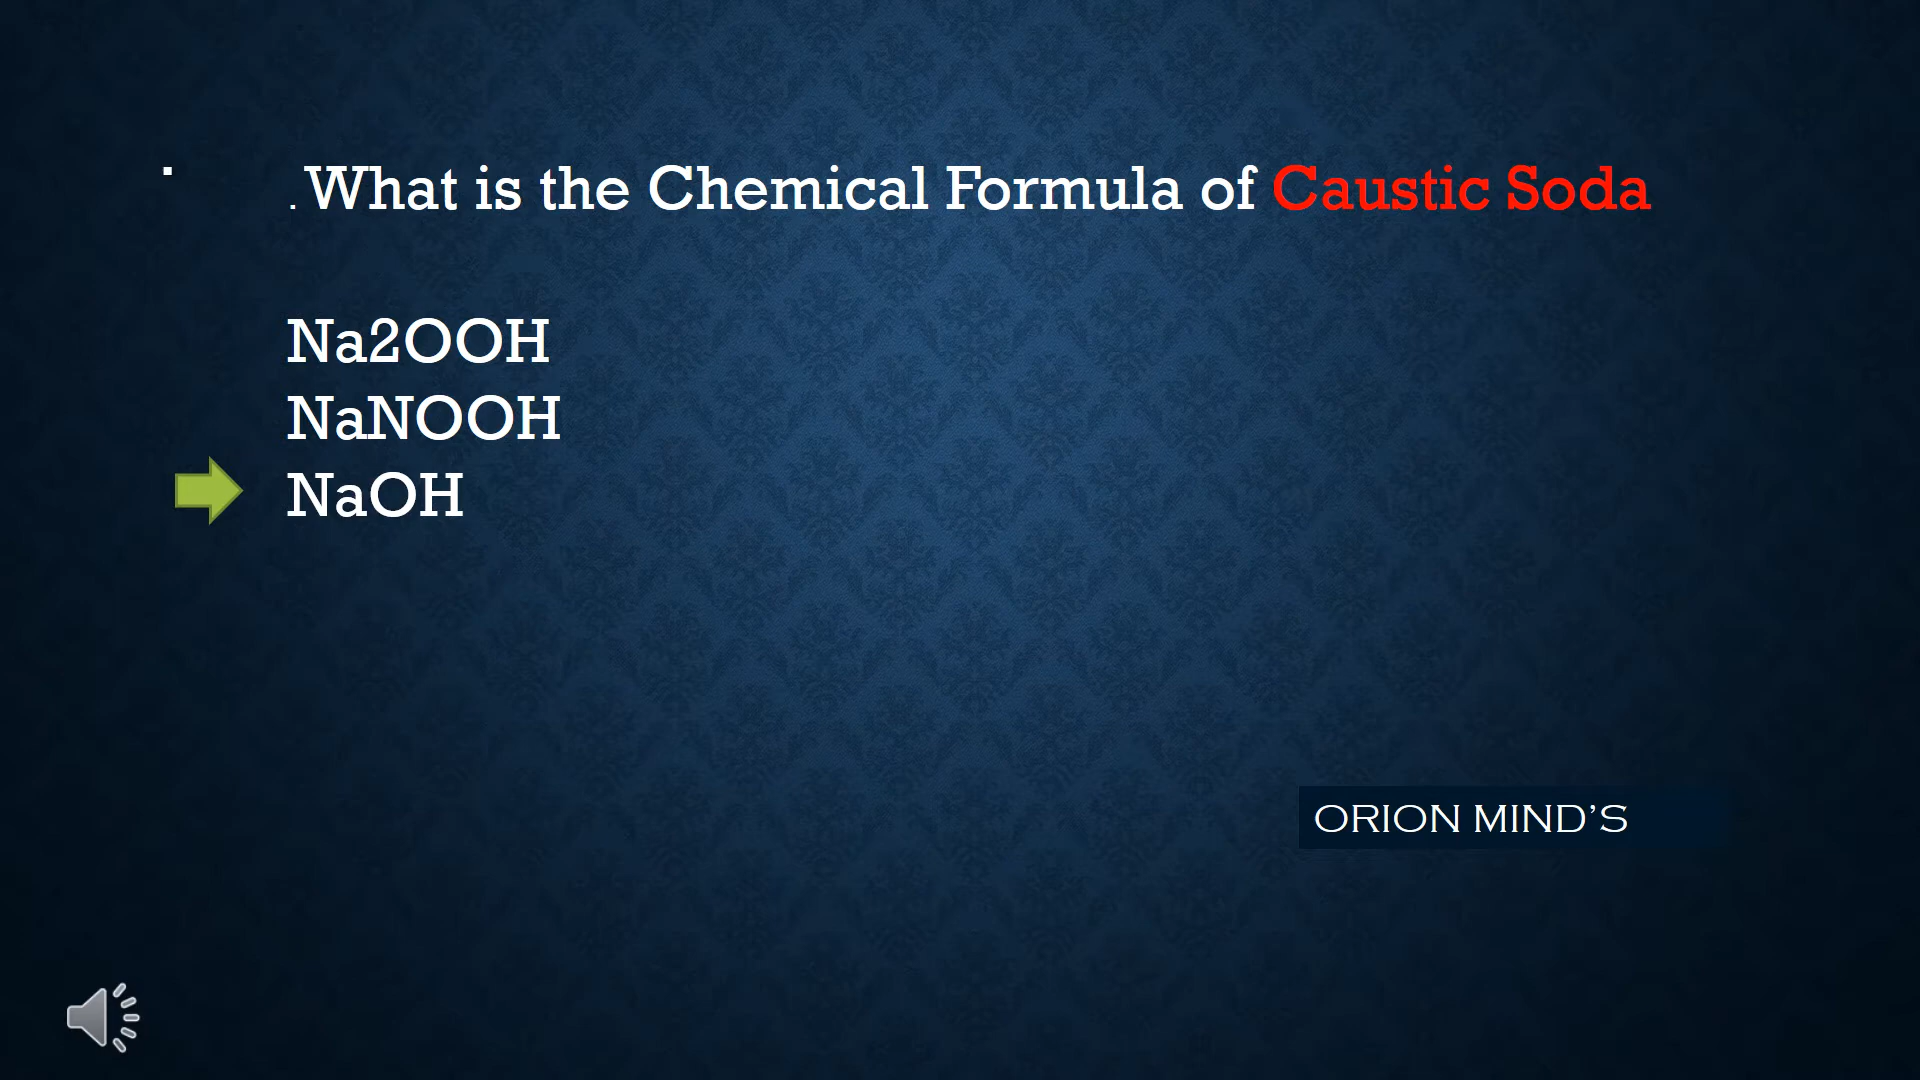 . What is the Chemical Formula of Caustic Soda
Na2OOH
NaNOOH
NaOH
ORION MIND’S